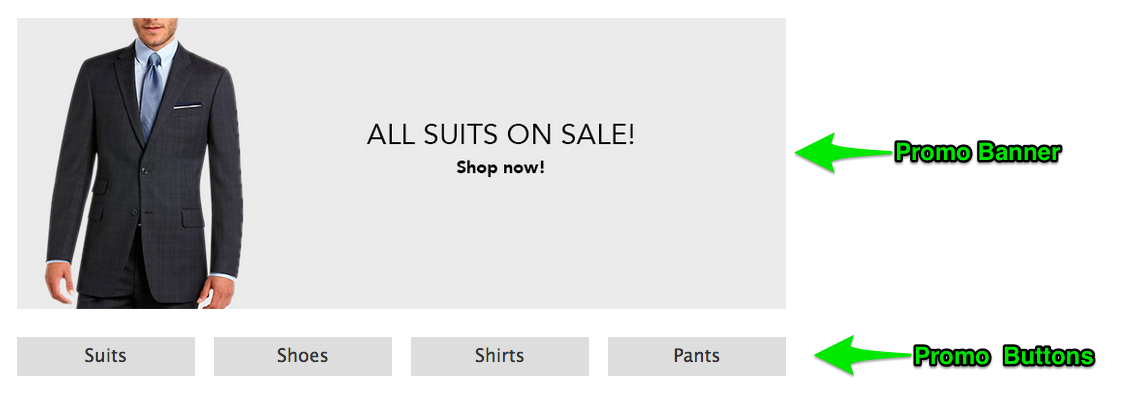 ALL SUITS ON SALE!
Shop now!
Promo Banner
Suits
Shoes
Shirts
Pants
Promo Buttons